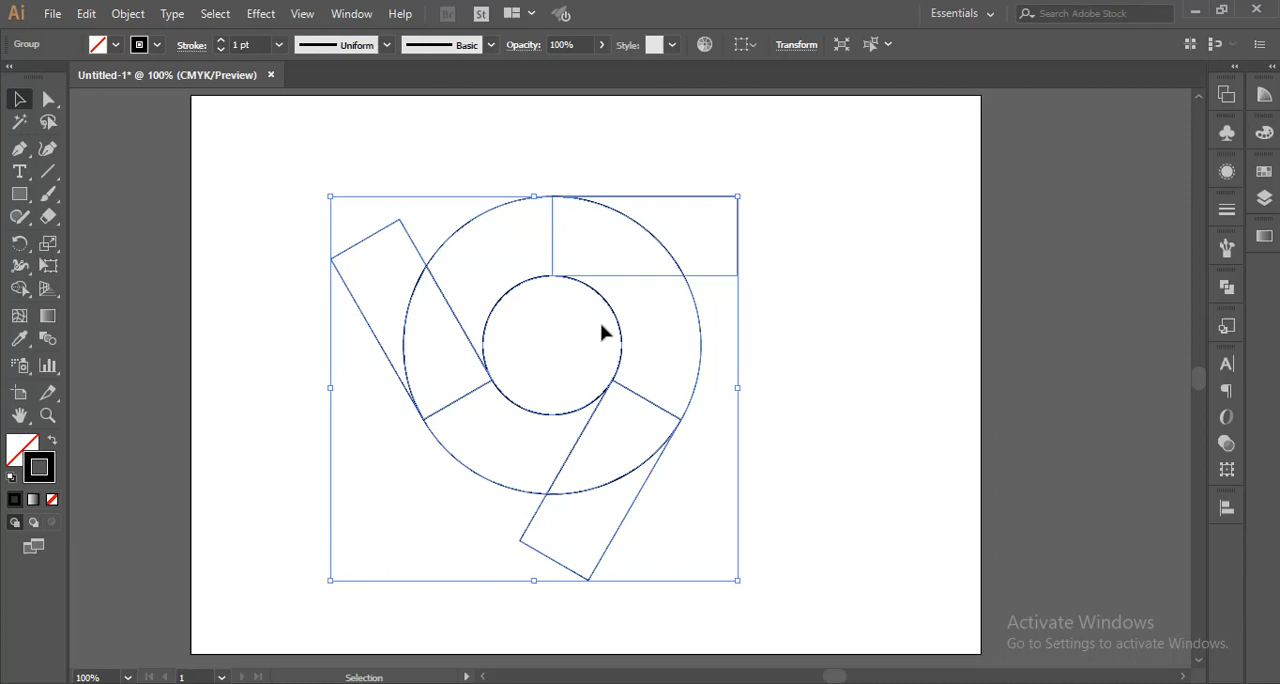 Ai File Edit Object Type Select Effect View Window Help Br St Essentials Search Adobe Stock
Group Stroke: 1 pt Uniform Basic Opacity: 100% Style: Transform
Untitled-1* @ 100% (CMYK/Preview)
Activate Windows
Go to Settings to activate Windows.
100% 1 Selection